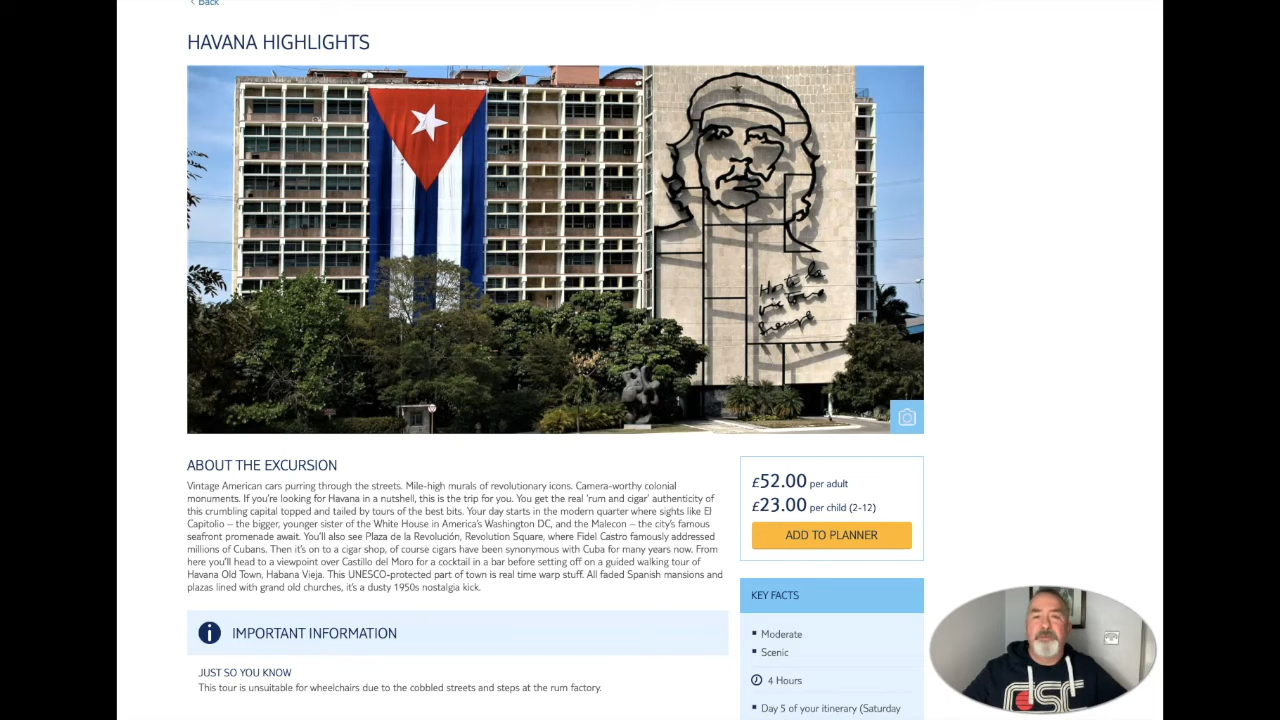 Back
HAVANA HIGHLIGHTS
Hasta la
Siempre
ABOUT THE EXCURSION
Vintage American cars purring through the streets. Mile-high murals of revolutionary icons. Camera-worthy colonial
monuments. If you're looking for Havana in a nutshell, this is the trip for you. You get the real 'rum and cigar' authenticity of
this crumbling capital topped and tailed by tours of the best bits. Your day starts in the modern quarter where sights like El
Capitolio – the bigger, younger sister of the White House in America's Washington DC, and the Malecon – the city's famous
seafront promenade await. You'll also see Plaza de la Revolución, Revolution Square, where Fidel Castro famously addressed
millions of Cubans. Then it's on to a cigar shop, of course cigars have been synonymous with Cuba for many years now. From
here you'll head to a viewpoint over Castillo del Moro for a cocktail in a bar before setting off on a guided walking tour of
Havana Old Town, Habana Vieja. This UNESCO-protected part of town is real time warp stuff. All faded Spanish mansions and
plazas lined with grand old churches, it's a dusty 1950s nostalgia kick.
£52.00 per adult
£23.00 per child (2-12)
ADD TO PLANNER
IMPORTANT INFORMATION
JUST SO YOU KNOW
This tour is unsuitable for wheelchairs due to the cobbled streets and steps at the rum factory.
KEY FACTS
Moderate
Scenic
4 Hours
Day 5 of your itinerary (Saturday